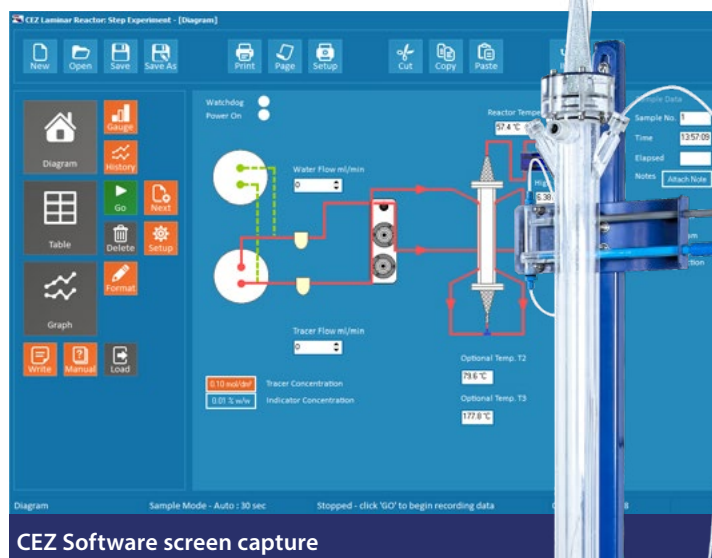 CEZ Laminar Reactor: Step Experiment - [Diagram]
New Open Save Save As Print Page Setup Cut Copy Paste
Watchdog
Power On
Gauge
History
Diagram
Go
Next
Table
Delete
Setup
Format
Graph
Write
Manual
Load
Water Flow ml/min
0
Tracer Flow ml/min
0
0.10 mol/dm³ Tracer Concentration
0.01 % w/w Indicator Concentration
Reactor
57.4 °C
6.38
Optional Temp. T2
79.6 °C
Optional Temp. T3
177.8 °C
Sample Data
Sample No. 1
Time 13:57:09
Elapsed
Notes Attach Note
Diagram Sample Mode - Auto : 30 sec Stopped - click 'GO' to begin recording data
CEZ Software screen capture